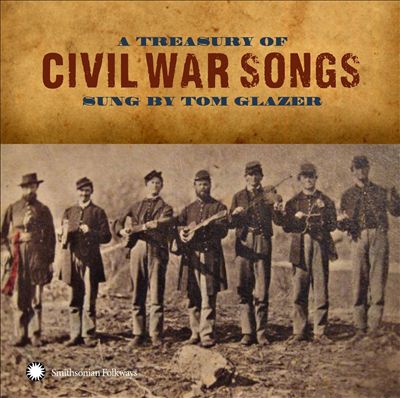 A TREASURY OF
CIVIL WAR SONGS
SUNG BY TOM GLAZER
Smithsonian Folkways